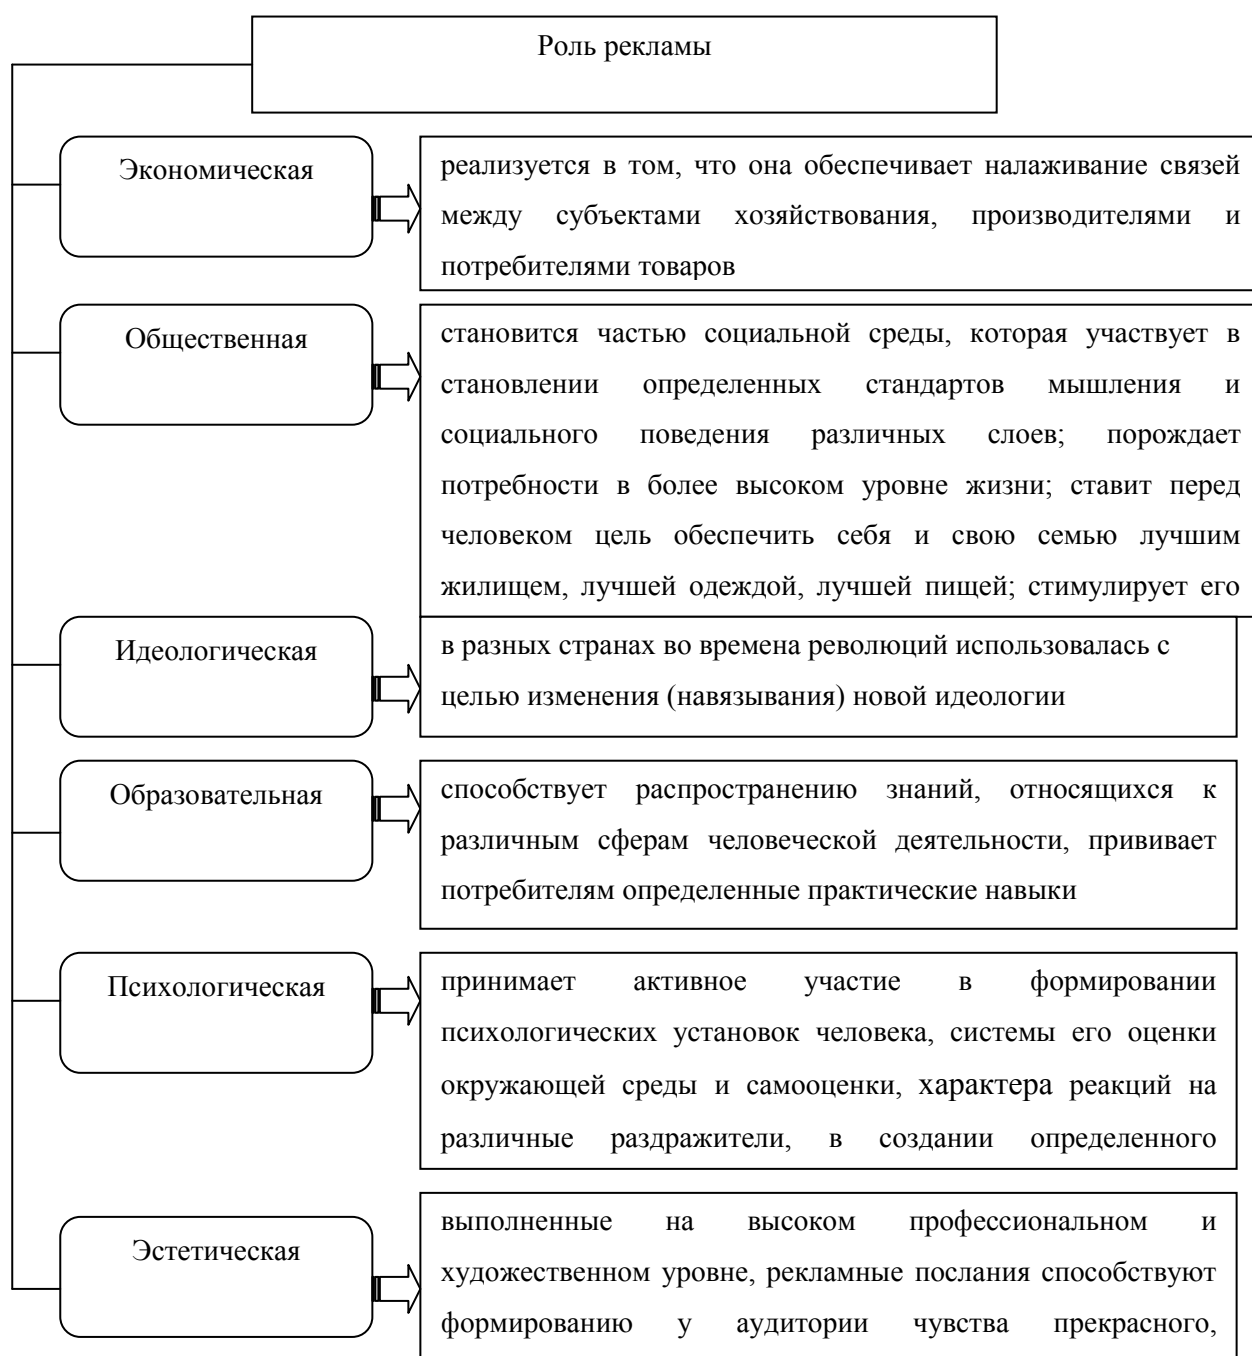 Роль рекламы
Экономическая
реализуется в том, что она обеспечивает налаживание связей
между субъектами хозяйствования, производителями и
потребителями товаров
Общественная
становится частью социальной среды, которая участвует в
становлении определенных стандартов мышления и
социального поведения различных слоев; порождает
потребности в более высоком уровне жизни; ставит перед
человеком цель обеспечить себя и свою семью лучшим
жилищем, лучшей одеждой, лучшей пищей; стимулирует его
Идеологическая
в разных странах во времена революций использовалась с
целью изменения (навязывания) новой идеологии
Образовательная
способствует распространению знаний, относящихся к
различным сферам человеческой деятельности, прививает
потребителям определенные практические навыки
Психологическая
принимает активное участие в формировании
психологических установок человека, системы его оценки
окружающей среды и самооценки, характера реакций на
различные раздражители, в создании определенного
Эстетическая
выполненные на высоком профессиональном и
художественном уровне, рекламные послания способствуют
формированию у аудитории чувства прекрасного,